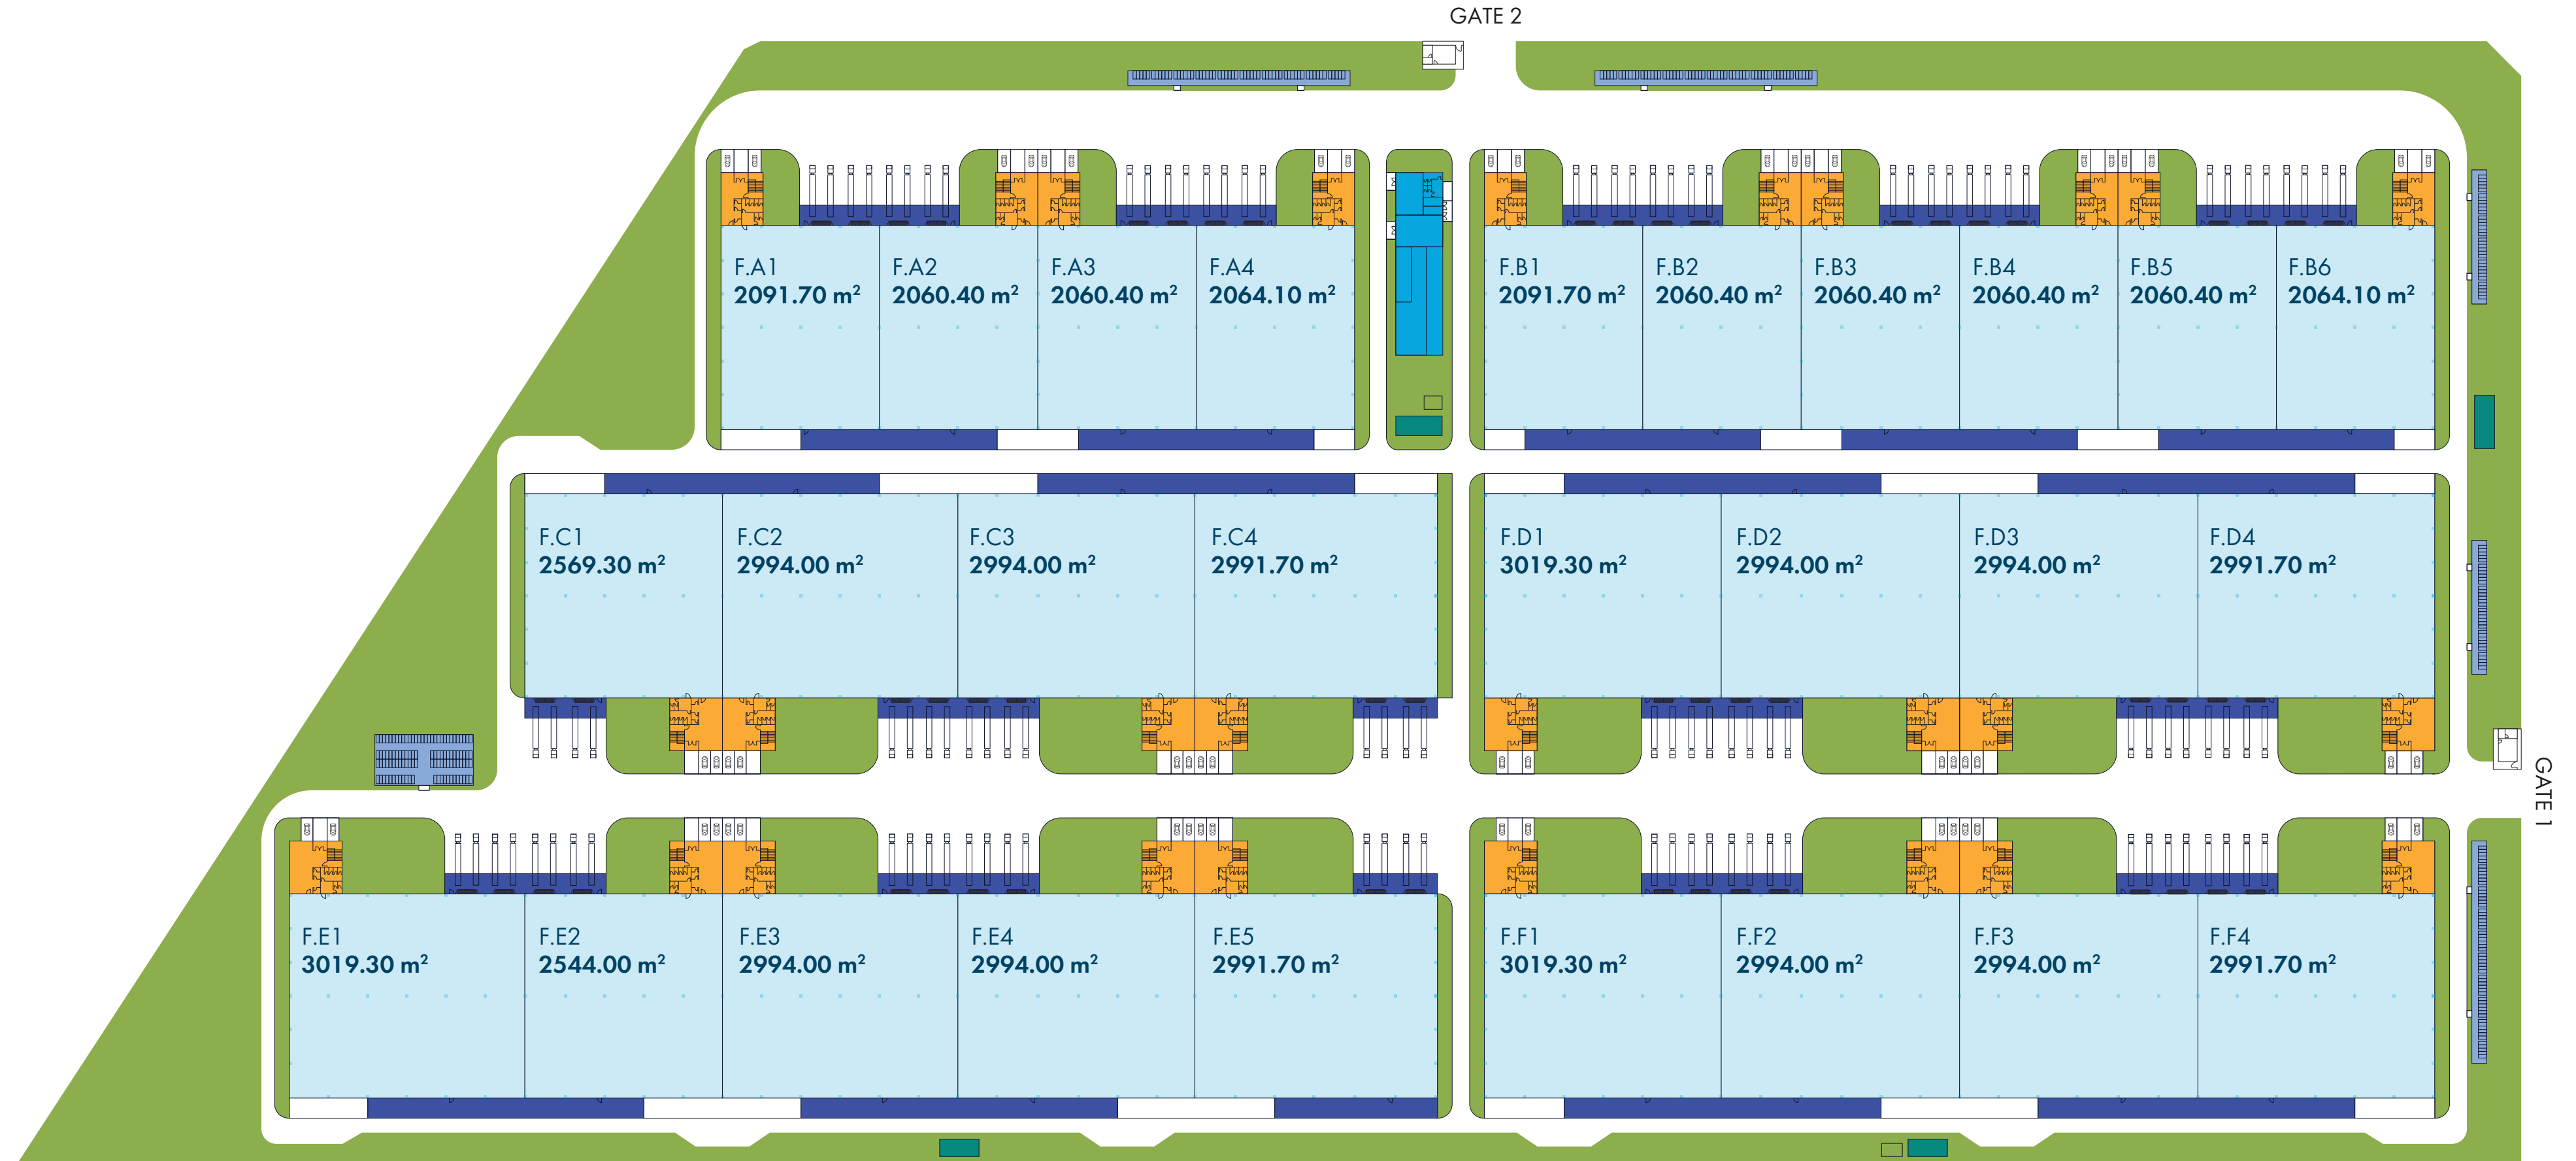 GATE 2
F.A1
2091.70 m²
F.A2
2060.40 m²
F.A3
2060.40 m²
F.A4
2064.10 m²
F.B1
2091.70 m²
F.B2
2060.40 m²
F.B3
2060.40 m²
F.B4
2060.40 m²
F.B5
2060.40 m²
F.B6
2064.10 m²
F.C1
2569.30 m²
F.C2
2994.00 m²
F.C3
2994.00 m²
F.C4
2991.70 m²
F.D1
3019.30 m²
F.D2
2994.00 m²
F.D3
2994.00 m²
F.D4
2991.70 m²
GATE 1
F.E1
3019.30 m²
F.E2
2544.00 m²
F.E3
2994.00 m²
F.E4
2994.00 m²
F.E5
2991.70 m²
F.F1
3019.30 m²
F.F2
2994.00 m²
F.F3
2994.00 m²
F.F4
2991.70 m²